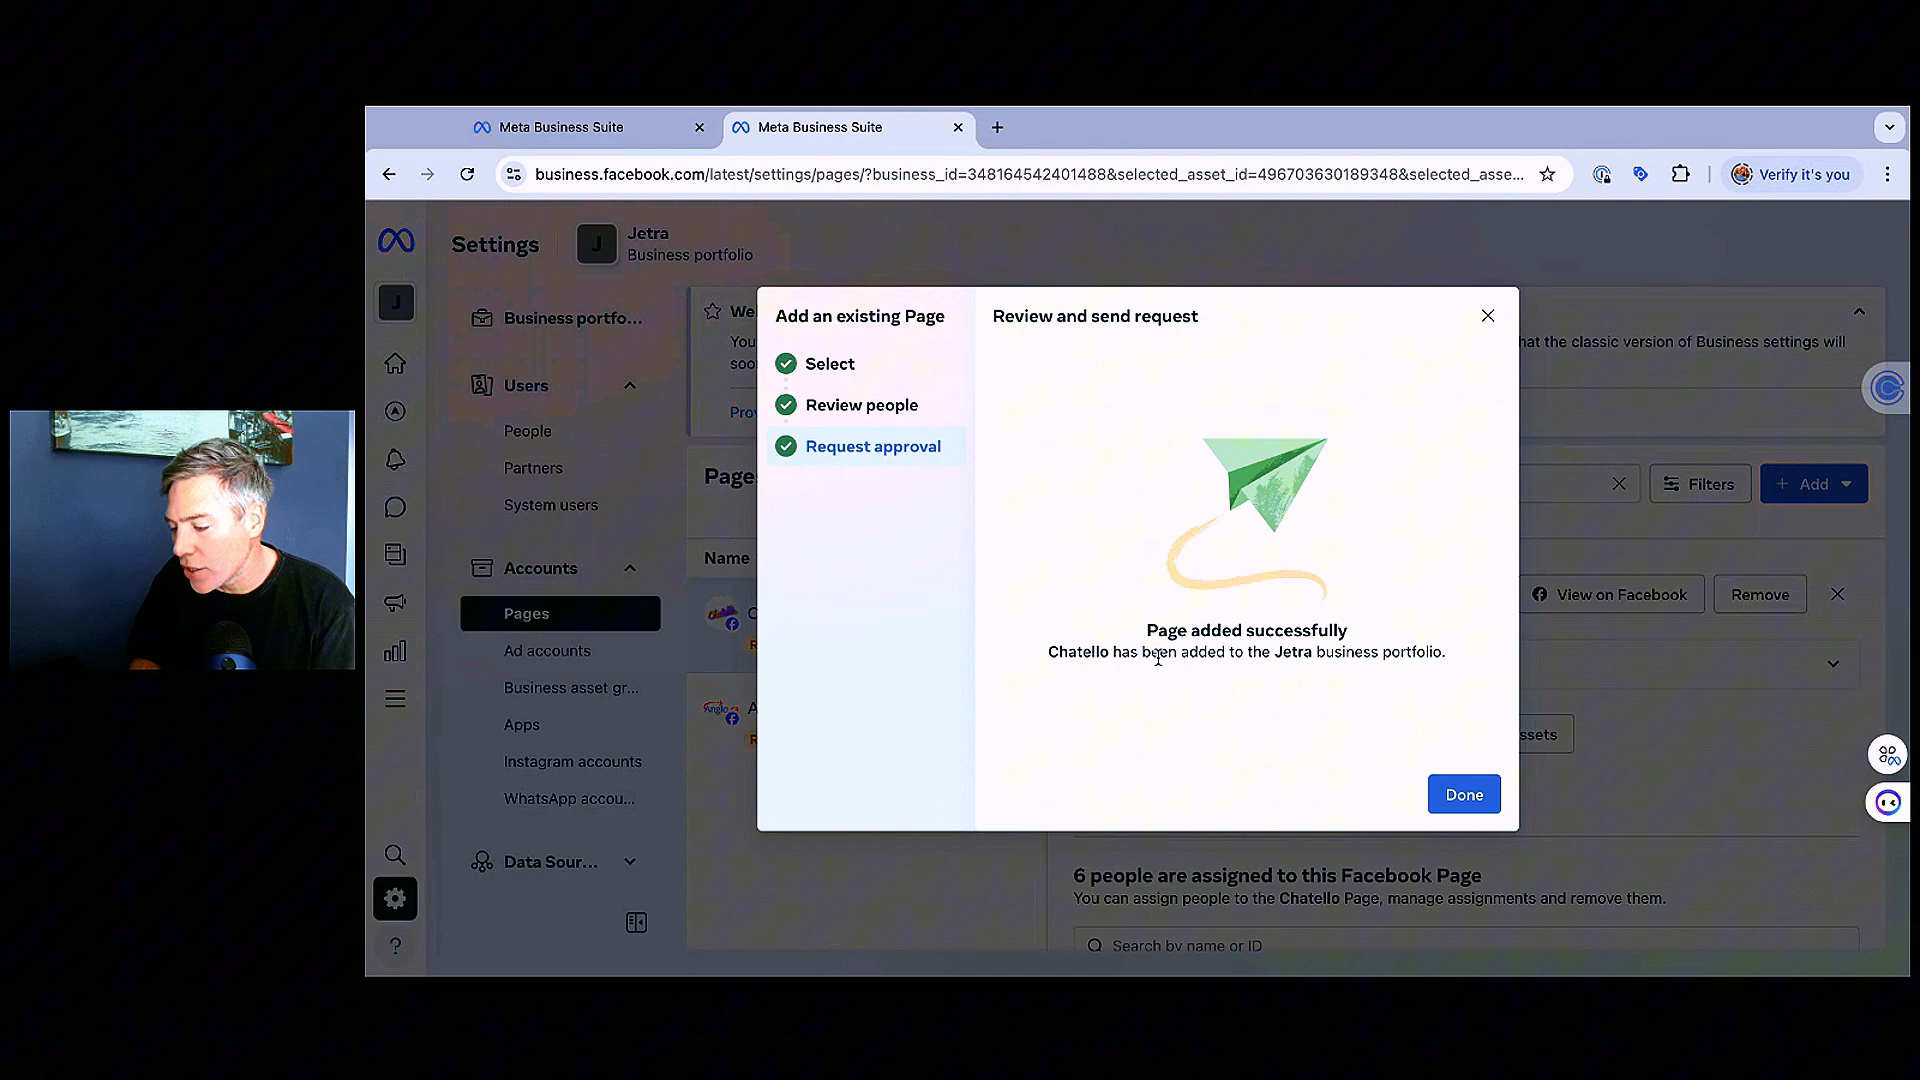 Meta Business Suite
Meta Business Suite
business.facebook.com/latest/settings/pages/?business_id=348164542401488&selected_asset_id=496703630189348&selected_asse...
Verify it's you
Settings
J
Jetra
Business portfolio
J
Business portfo...
Users
People
Partners
System users
Accounts
Pages
Ad accounts
Business asset gr...
Apps
Instagram accounts
WhatsApp accou...
Data Sour...
We
You
soo
hat the classic version of Business settings will
Prov
Page
Filters
+ Add
Name
View on Facebook
Remove
ssets
6 people are assigned to this Facebook Page
You can assign people to the Chatello Page, manage assignments and remove them.
Search by name or ID
Add an existing Page
Select
Review people
Request approval
Review and send request
Page added successfully
Chatello has been added to the Jetra business portfolio.
Done